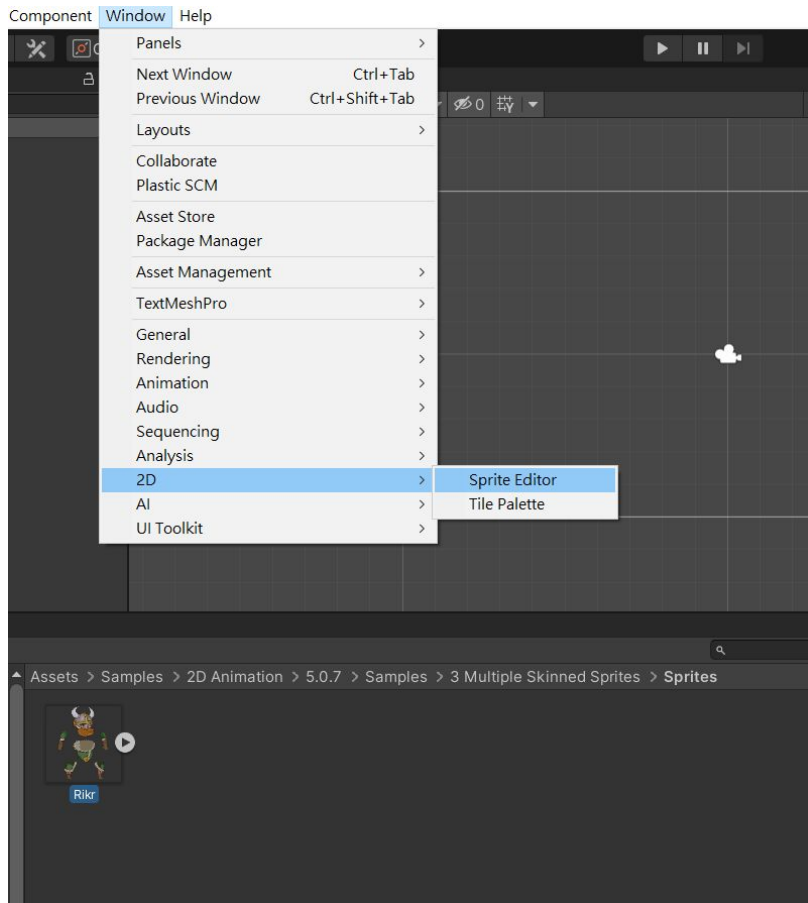 Component Window Help
Panels
Next Window Ctrl+Tab
Previous Window Ctrl+Shift+Tab
0
Layouts
Collaborate
Plastic SCM
Asset Store
Package Manager
Asset Management
TextMeshPro
General
Rendering
Animation
Audio
Sequencing
Analysis
2D Sprite Editor
AI Tile Palette
UI Toolkit
Assets > Samples > 2D Animation > 5.0.7 > Samples > 3 Multiple Skinned Sprites > Sprites
Rikr